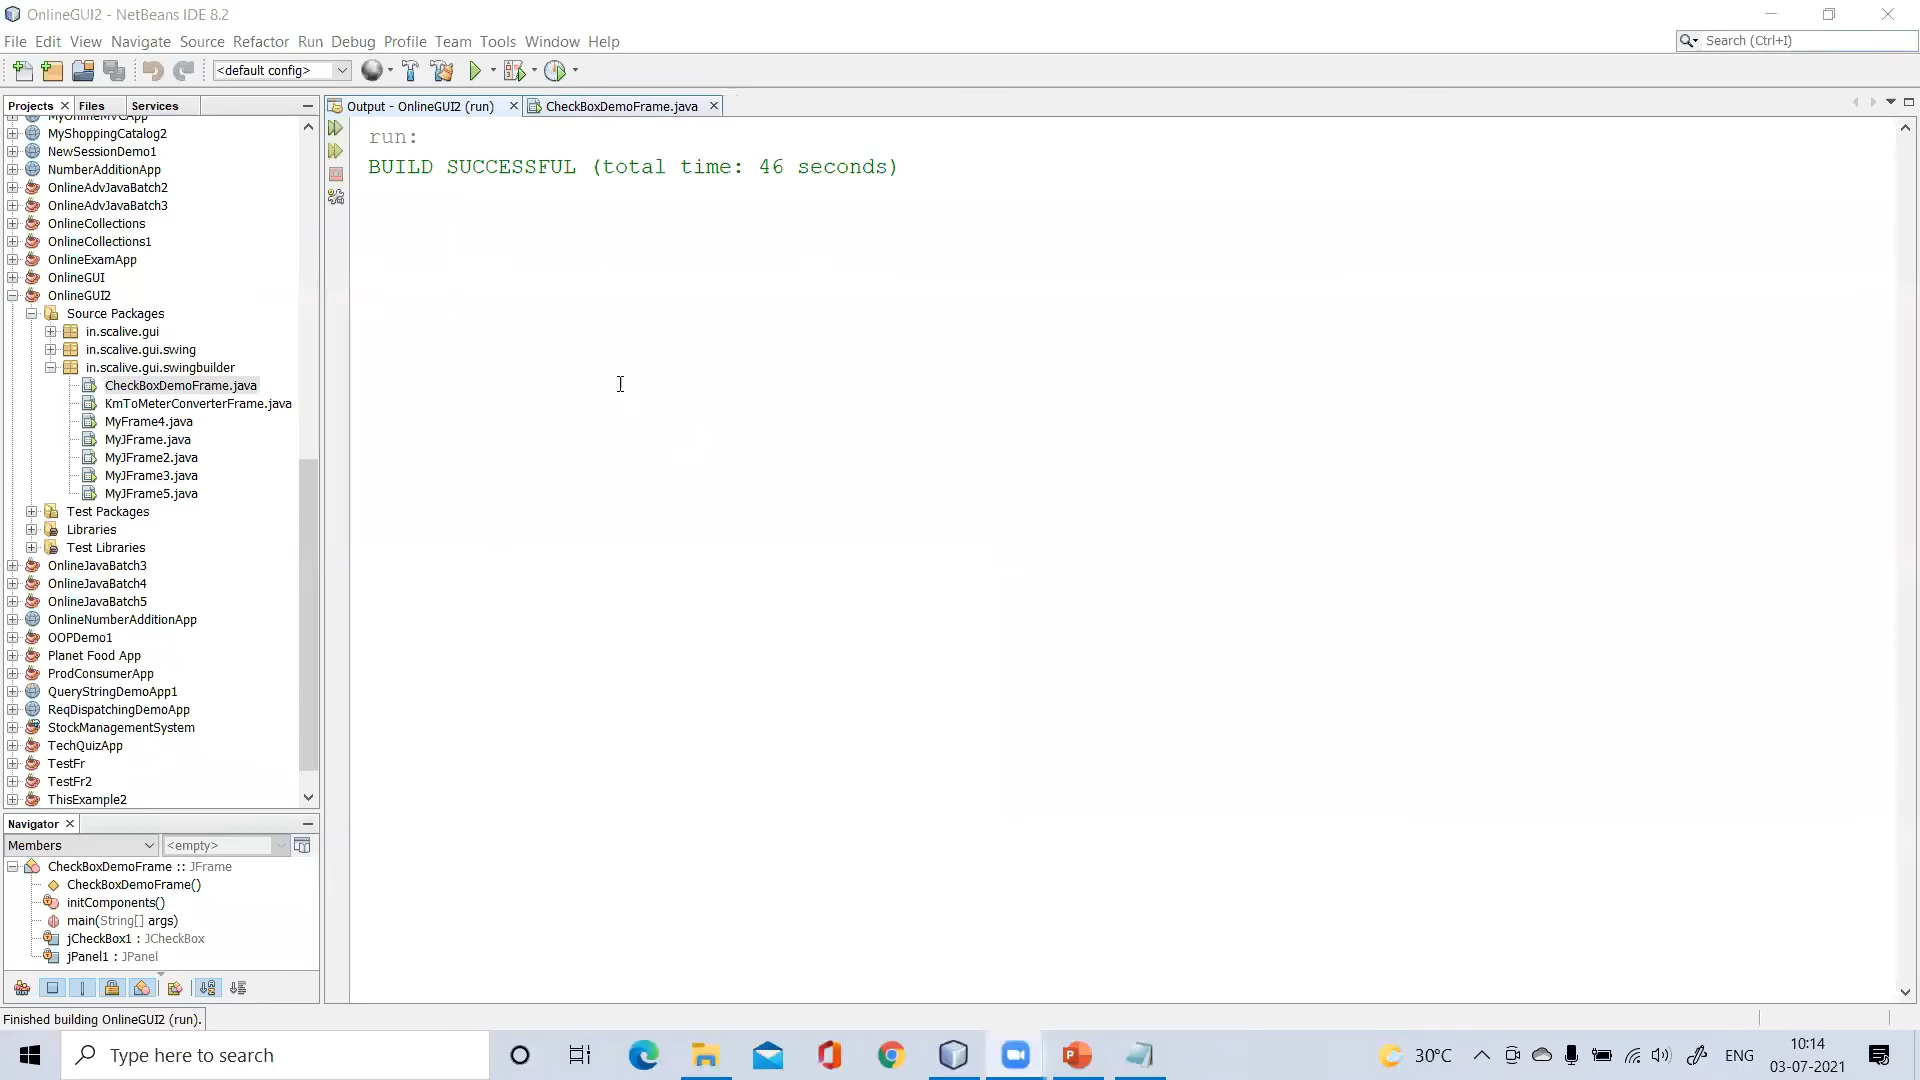 OnlineGUI2 - NetBeans IDE 8.2
File Edit View Navigate Source Refactor Run Debug Profile Team Tools Window Help
Search (Ctrl+I)
<default config>
Projects Files Services
Output - OnlineGUI2 (run) CheckBoxDemoFrame.java
MyOnlineMVCApp
MyShoppingCatalog2
NewSessionDemo1
NumberAdditionApp
OnlineAdvJavaBatch2
OnlineAdvJavaBatch3
OnlineCollections
OnlineCollections1
OnlineExamApp
OnlineGUI
OnlineGUI2
Source Packages
in.scalive.gui
in.scalive.gui.swing
in.scalive.gui.swingbuilder
CheckBoxDemoFrame.java
KmToMeterConverterFrame.java
MyFrame4.java
MyJFrame.java
MyJFrame2.java
MyJFrame3.java
MyJFrame5.java
Test Packages
Libraries
Test Libraries
OnlineJavaBatch3
OnlineJavaBatch4
OnlineJavaBatch5
OnlineNumberAdditionApp
OOPDemo1
Planet Food App
ProdConsumerApp
QueryStringDemoApp1
ReqDispatchingDemoApp
StockManagementSystem
TechQuizApp
TestFr
TestFr2
ThisExample2
run:
BUILD SUCCESSFUL (total time: 46 seconds)
Navigator
Members <empty>
CheckBoxDemoFrame :: JFrame
CheckBoxDemoFrame()
initComponents()
main(String[] args)
jCheckBox1 : JCheckBox
jPanel1 : JPanel
Finished building OnlineGUI2 (run).
Type here to search
30°C
ENG
10:14
03-07-2021